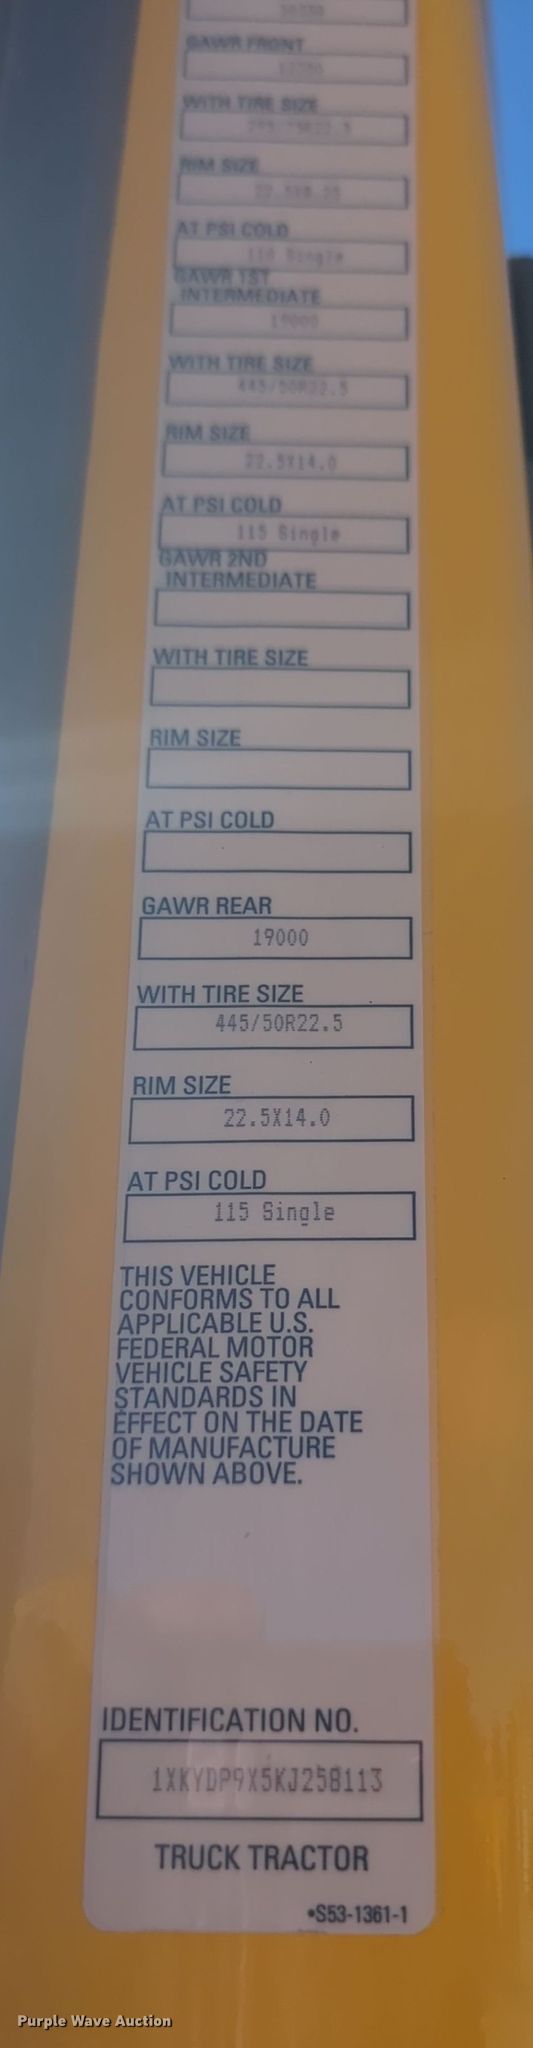 GAWR FRONT
WITH TIRE SIZE
RIM SIZE
AT PSI COLD
110 Single
GAWR 1ST
INTERMEDIATE
19000
WITH TIRE SIZE
445/50R22.5
RIM SIZE
22.5X14.0
AT PSI COLD
115 Single
GAWR 2ND
INTERMEDIATE
WITH TIRE SIZE
RIM SIZE
AT PSI COLD
GAWR REAR
19000
WITH TIRE SIZE
445/50R22.5
RIM SIZE
22.5X14.0
AT PSI COLD
115 Single
THIS VEHICLE
CONFORMS TO ALL
APPLICABLE U.S.
FEDERAL MOTOR
VEHICLE SAFETY
STANDARDS IN
EFFECT ON THE DATE
OF MANUFACTURE
SHOWN ABOVE.
IDENTIFICATION NO.
1XKYDP9X5KJ258113
TRUCK TRACTOR
•S53-1361-1
Purple Wave Auction